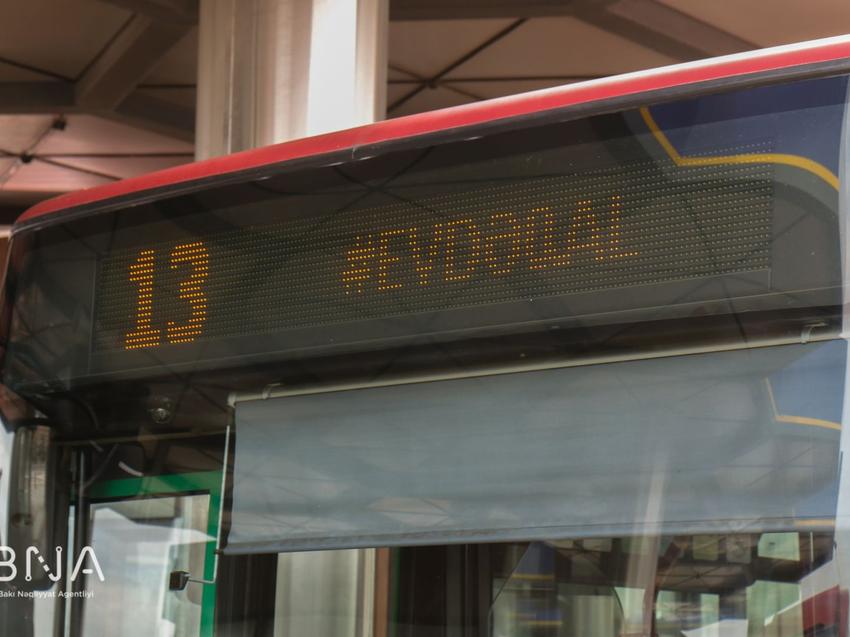 13 #EVDƏQAL
BNA
Bakı Nəqliyyat Agentliyi